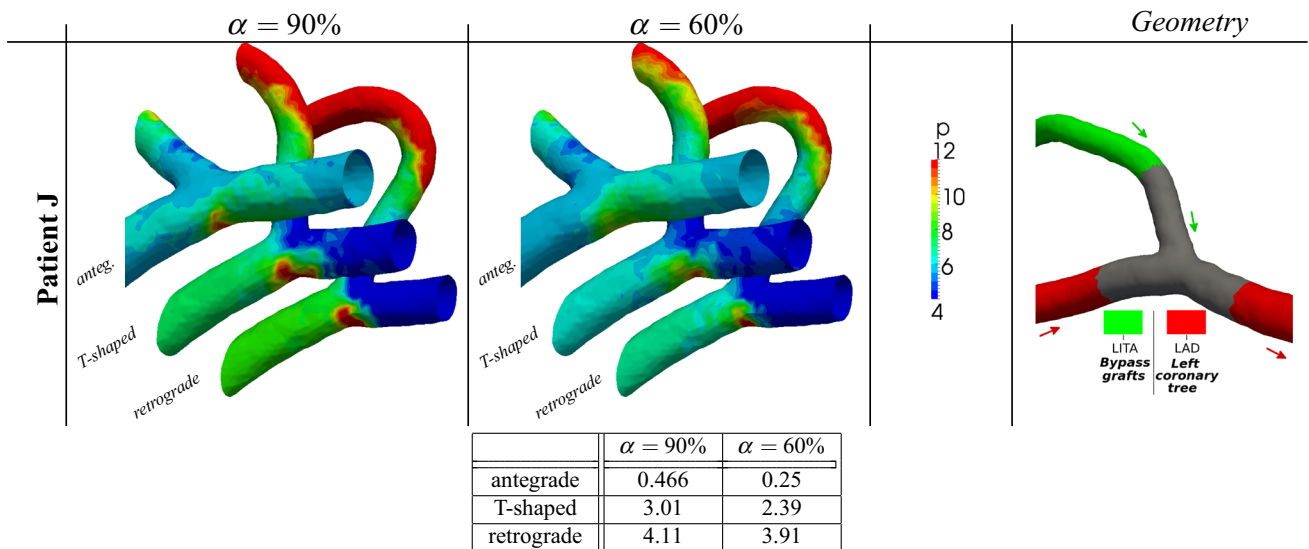 α = 90% α = 60% Geometry
Patient J
anteg.
T-shaped
retrograde
anteg.
T-shaped
retrograde
p
12
10
8
6
4
LITA LAD
Bypass grafts Left coronary tree
α = 90% α = 60%
antegrade 0.466 0.25
T-shaped 3.01 2.39
retrograde 4.11 3.91